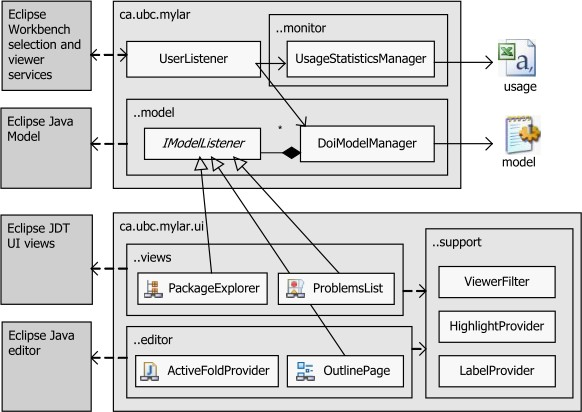 Eclipse
Workbench
selection and
viewer
services
ca.ubc.mylar
..monitor
UserListener
UsageStatisticsManager
usage
Eclipse Java
Model
..model
*
IModelListener
DoiModelManager
model
Eclipse JDT
UI views
ca.ubc.mylar.ui
..views
PackageExplorer
ProblemsList
..support
ViewerFilter
HighlightProvider
LabelProvider
Eclipse Java
editor
..editor
ActiveFoldProvider
OutlinePage